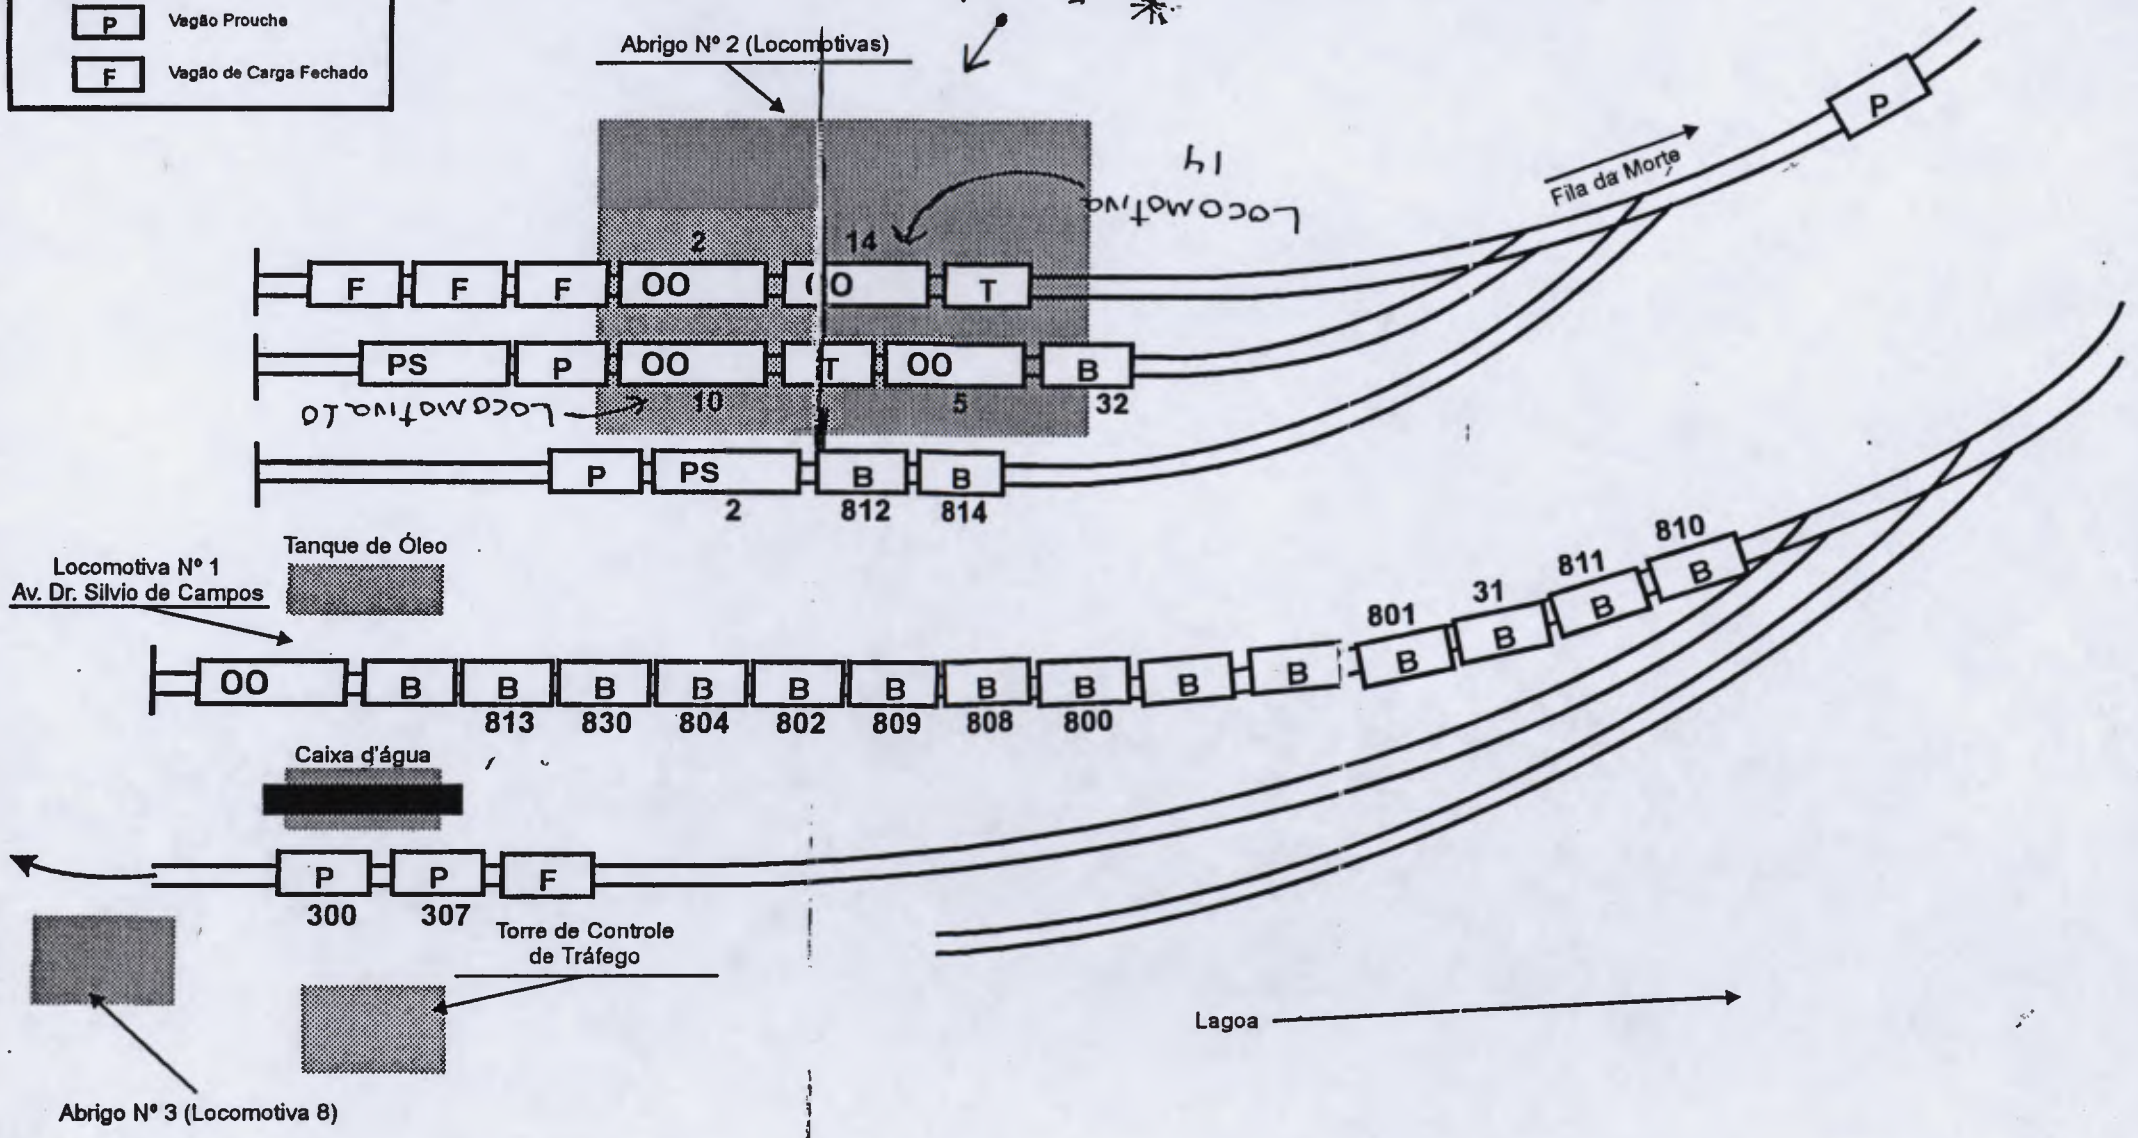 P Vagão Prouche
F Vagão de Carga Fechado
Abrigo Nº 2 (Locomotivas)
P
Fila da Morte
Locomotiva
14
2 14
F F F OO OO T
PS P OO T OO B
10 5 32
Locomotiva 10
P PS B B
2 812 814
Tanque de Óleo
Locomotiva Nº 1
Av. Dr. Silvio de Campos
801 31 811 810
OO B B B B B B B B B B B B B B
813 830 804 802 809 808 800
Caixa d'água
P P F
300 307
Torre de Controle
de Tráfego
Lagoa
Abrigo Nº 3 (Locomotiva 8)